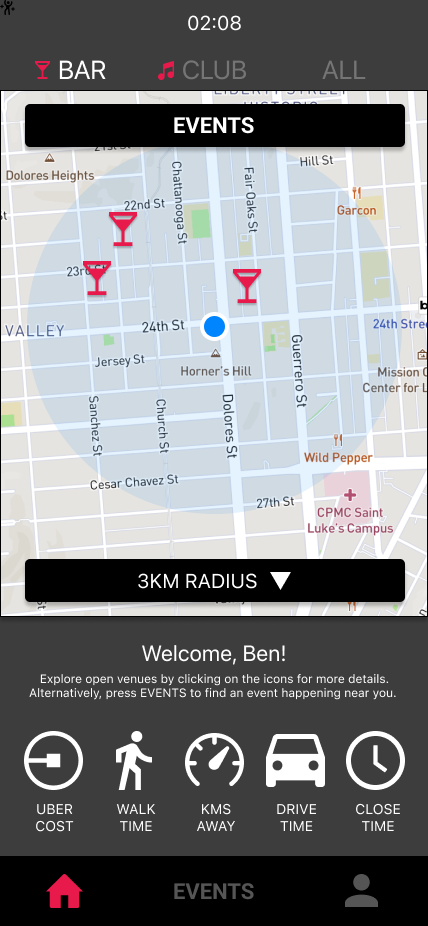 02:08
BAR
CLUB
ALL
LIBERTY STREET
HISTORIC
EVENTS
21st St
Dolores Heights
Chattanooga St
Fair Oaks St
Hill St
22nd St
Garcon
23rd St
VALLEY
24th St
24th Stree
Jersey St
Horner's Hill
Guerrero St
Mission C
Center for L
Sanchez St
Church St
Dolores St
Wild Pepper
Cesar Chavez St
27th St
CPMC Saint
Luke's Campus
3KM RADIUS
Welcome, Ben!
Explore open venues by clicking on the icons for more details.
Alternatively, press EVENTS to find an event happening near you.
UBER
COST
WALK
TIME
KMS
AWAY
DRIVE
TIME
CLOSE
TIME
EVENTS